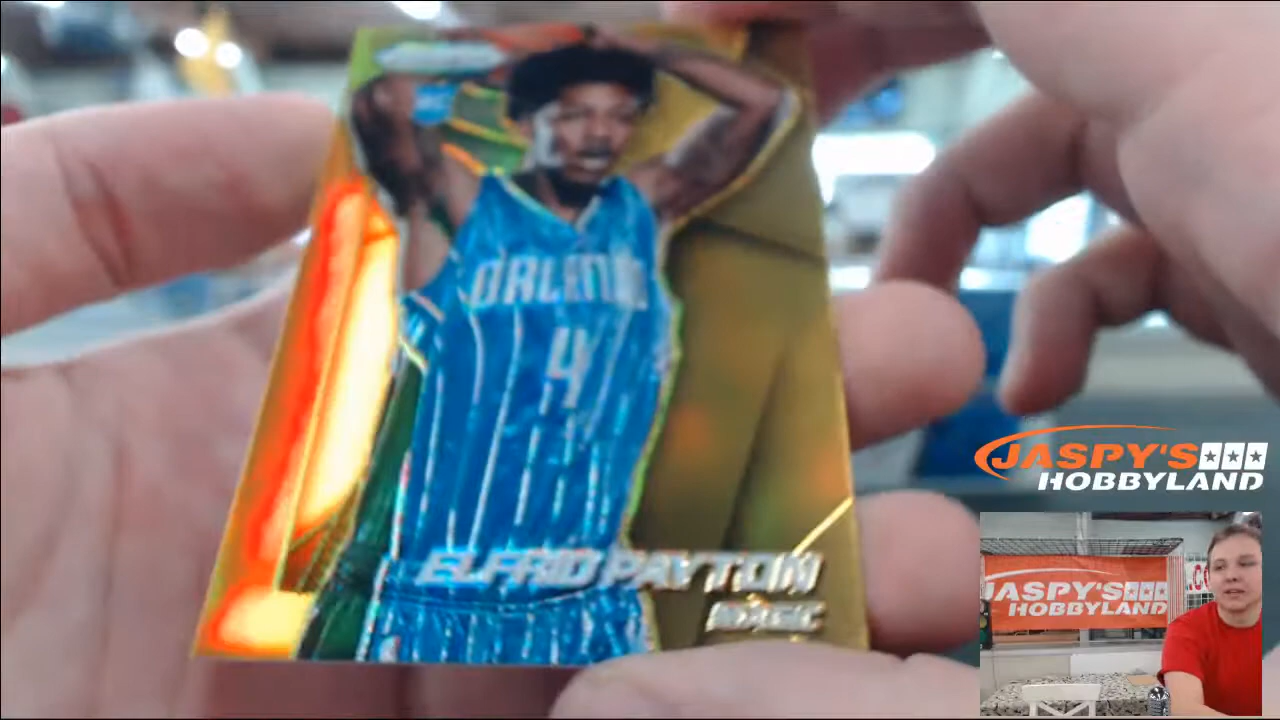 ORLANDO
4
ELFRID PAYTON
MAGIC
JASPY'S
HOBBYLAND
JASPY'S
HOBBYLAND